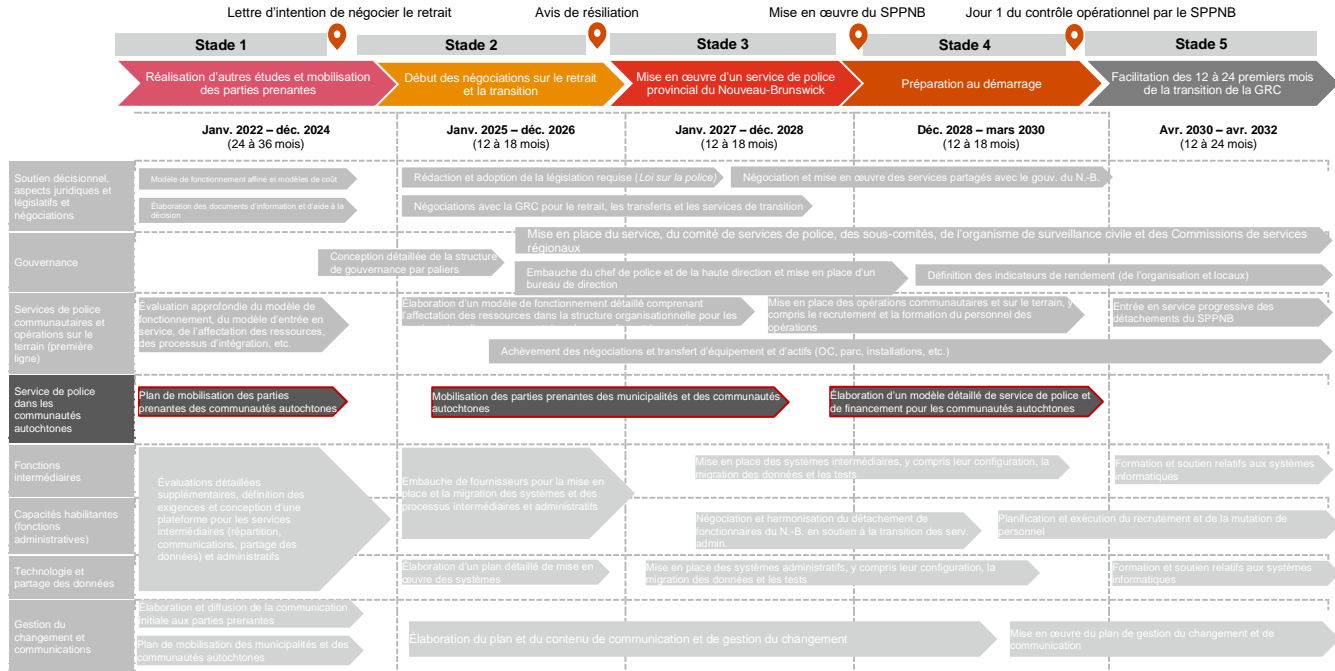 Lettre d'intention de négocier le retrait
Avis de résiliation
Mise en œuvre du SPPNB
Jour 1 du contrôle opérationnel par le SPPNB
Stade 1
Stade 2
Stade 3
Stade 4
Stade 5
Réalisation d'autres études et mobilisation
des parties prenantes
Début des négociations sur le retrait
et la transition
Mise en œuvre d'un service de police
provincial du Nouveau-Brunswick
Préparation au démarrage
Facilitation des 12 à 24 premiers mois
de la transition de la GRC
Janv. 2022 – déc. 2024
(24 à 36 mois)
Janv. 2025 – déc. 2026
(12 à 18 mois)
Janv. 2027 – déc. 2028
(12 à 18 mois)
Déc. 2028 – mars 2030
(12 à 18 mois)
Avr. 2030 – avr. 2032
(12 à 24 mois)
Soutien décisionnel,
aspects juridiques et
législatifs et
négociations
Modèle de fonctionnement affiné et modèles de coût
Élaboration des documents d'information et d'aide à la
décision
Rédaction et adoption de la législation requise (Loi sur la police)
Négociation et mise en œuvre des services partagés avec le gouv. du N.-B.
Négociations avec la GRC pour le retrait, les transferts et les services de transition
Gouvernance
Conception détaillée de la structure
de gouvernance par paliers
Mise en place du service, du comité de services de police, des sous-comités, de l'organisme de surveillance civile et des Commissions de services
régionaux
Embauche du chef de police et de la haute direction et mise en place d'un
bureau de direction
Définition des indicateurs de rendement (de l'organisation et locaux)
Services de police
communautaires et
opérations sur le
terrain (première
ligne)
Évaluation approfondie du modèle de
fonctionnement, du modèle d'entrée en
service, de l'affectation des ressources,
des processus d'intégration, etc.
Élaboration d'un modèle de fonctionnement détaillé comprenant
l'affectation des ressources dans la structure organisationnelle pour les
Mise en place des opérations communautaires et sur le terrain, y
compris le recrutement et la formation du personnel des
opérations
Entrée en service progressive des
détachements du SPPNB
Achèvement des négociations et transfert d'équipement et d'actifs (OC, parc, installations, etc.)
Service de police
dans les
communautés
autochtones
Plan de mobilisation des parties
prenantes des communautés autochtones
Mobilisation des parties prenantes des municipalités et des communautés
autochtones
Élaboration d'un modèle détaillé de service de police et
de financement pour les communautés autochtones
Fonctions
intermédiaires
Évaluations détaillées
supplémentaires, définition des
exigences et conception d'une
plateforme pour les services
intermédiaires (répartition,
communications, partage des
données) et administratifs
Embauche de fournisseurs pour la mise en
place et la migration des systèmes et des
processus intermédiaires et administratifs
Mise en place des systèmes intermédiaires, y compris leur configuration, la
migration des données et les tests
Formation et soutien relatifs aux systèmes
informatiques
Capacités habilitantes
(fonctions
administratives)
Négociation et harmonisation du détachement de
fonctionnaires du N.-B. en soutien à la transition des serv.
admin.
Planification et exécution du recrutement et de la mutation de
personnel
Technologie et
partage des données
Élaboration d'un plan détaillé de mise en
œuvre des systèmes
Mise en place des systèmes administratifs, y compris leur configuration, la
migration des données et les tests
Formation et soutien relatifs aux systèmes
informatiques
Gestion du
changement et
communications
Élaboration et diffusion de la communication
initiale aux parties prenantes
Plan de mobilisation des municipalités et des
communautés autochtones
Élaboration du plan et du contenu de communication et de gestion du changement
Mise en œuvre du plan de gestion du changement et de
communication